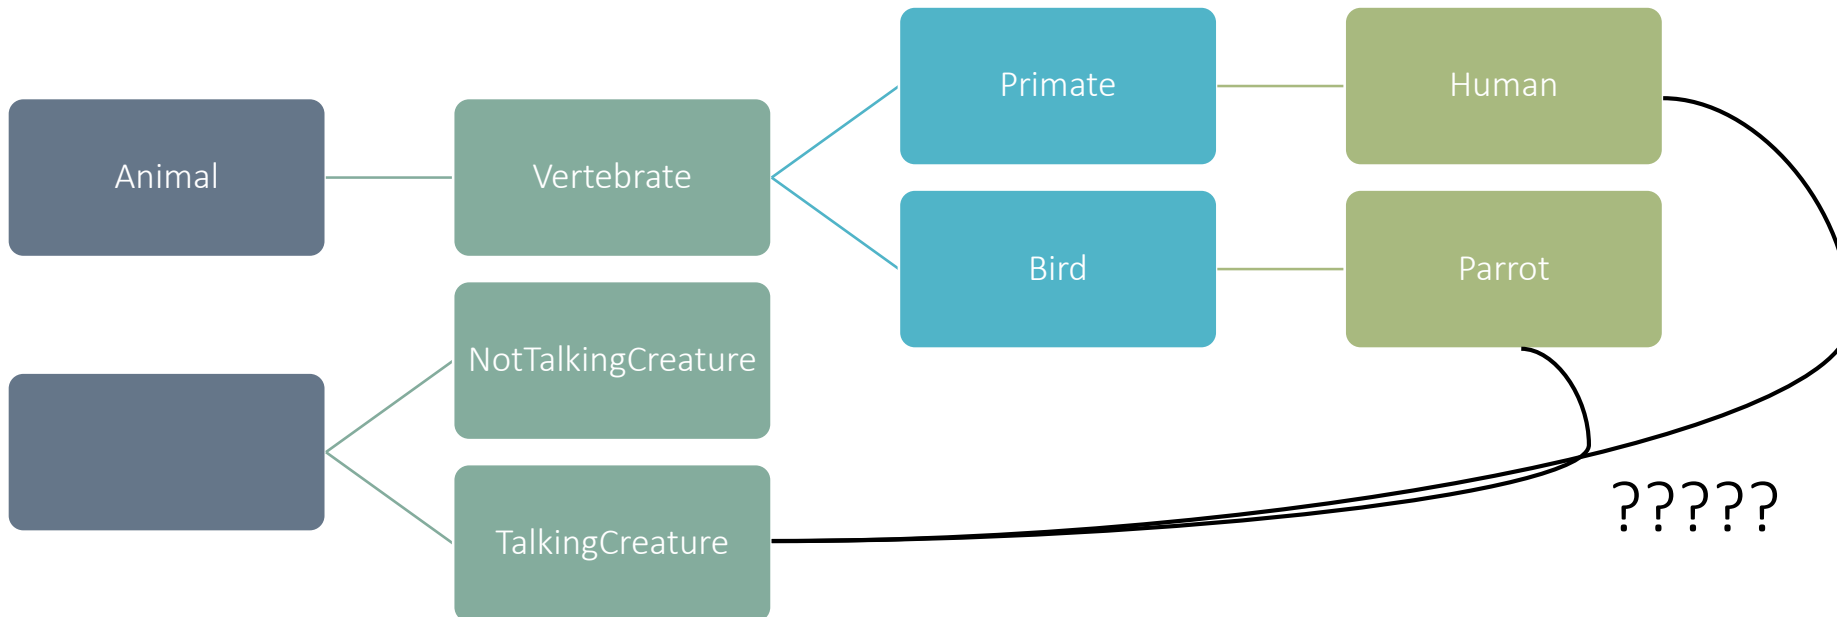 Animal
Vertebrate
Primate
Human
Bird
Parrot
NotTalkingCreature
TalkingCreature
?????